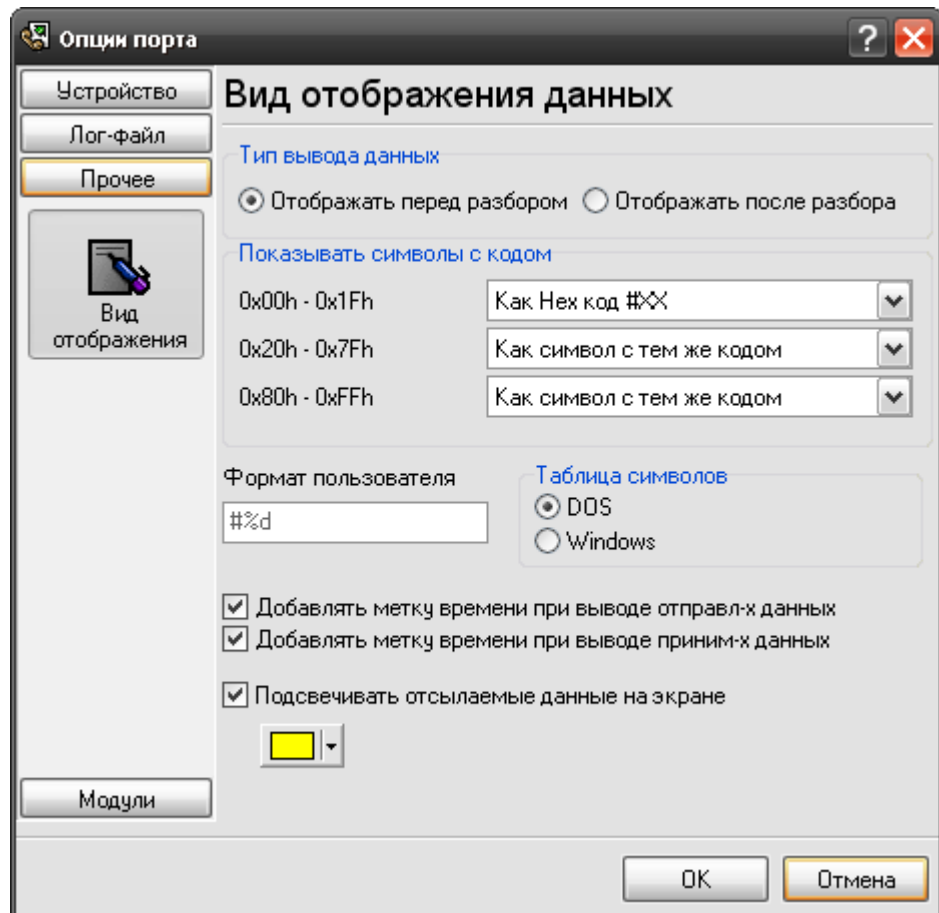 Опции порта
Устройство
Лог-файл
Прочее
Вид
отображения
Модули
Вид отображения данных
Тип вывода данных
Отображать перед разбором Отображать после разбора
Показывать символы с кодом
0x00h - 0x1Fh Как Hex код #XX
0x20h - 0x7Fh Как символ с тем же кодом
0x80h - 0xFFh Как символ с тем же кодом
Формат пользователя
#%d
Таблица символов
DOS
Windows
Добавлять метку времени при выводе отправл-х данных
Добавлять метку времени при выводе приним-х данных
Подсвечивать отсылаемые данные на экране
OK Отмена